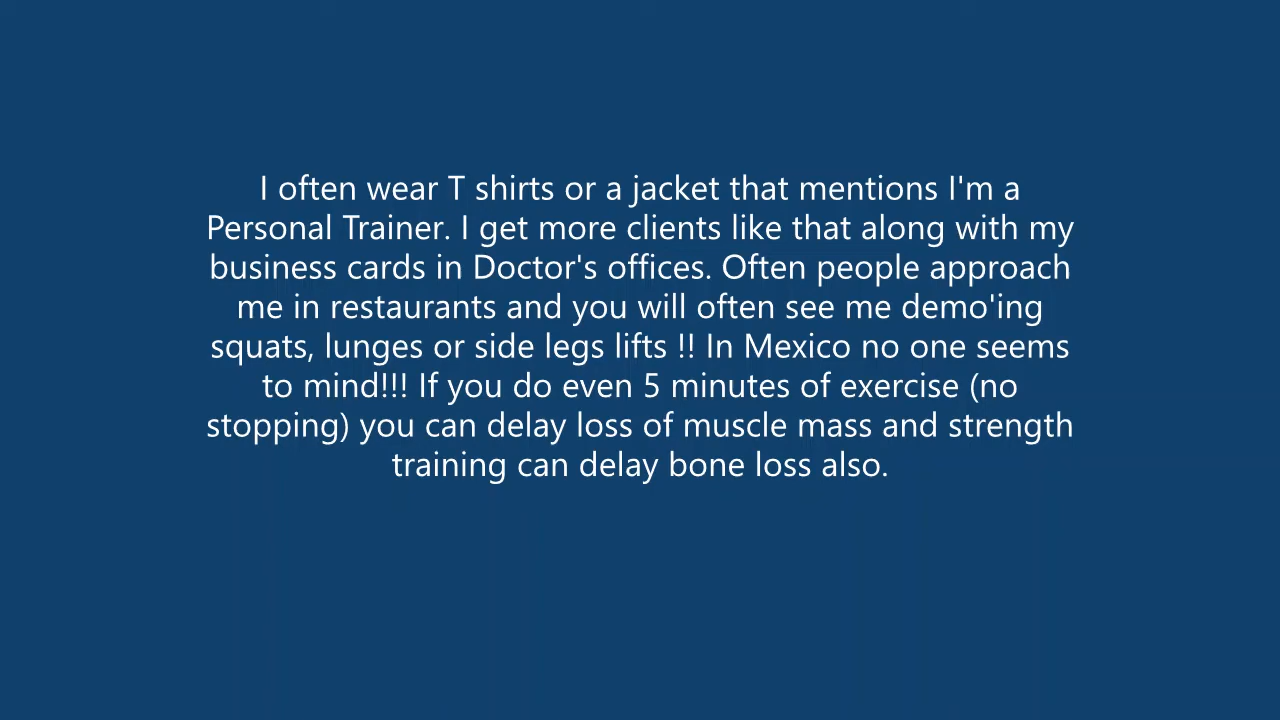 I often wear T shirts or a jacket that mentions I'm a
Personal Trainer. I get more clients like that along with my
business cards in Doctor's offices. Often people approach
me in restaurants and you will often see me demo'ing
squats, lunges or side legs lifts !! In Mexico no one seems
to mind!!! If you do even 5 minutes of exercise (no
stopping) you can delay loss of muscle mass and strength
training can delay bone loss also.